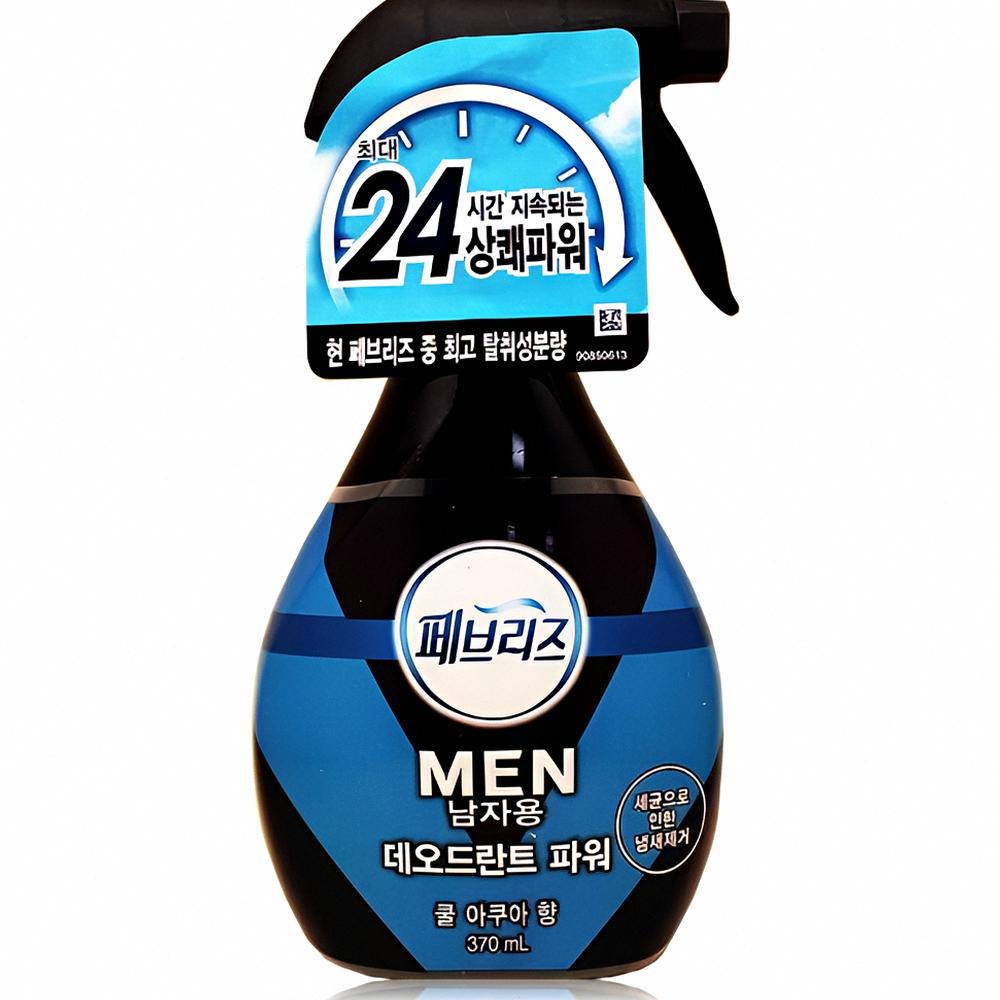 최대
24 시간 지속되는
상쾌파워
현 페브리즈 중 최고 탈취성분량 90850613
페브리즈
MEN
남자용
데오드란트 파워
세균으로
인한
냄새제거
쿨 아쿠아 향
370 mL